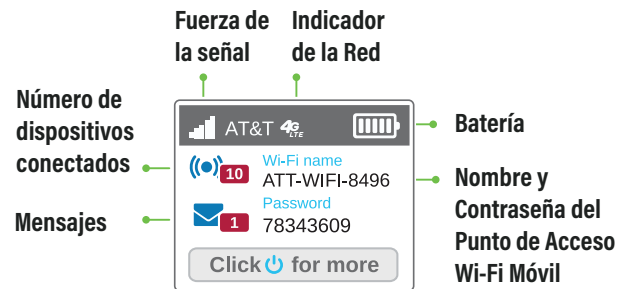 Fuerza de
la señal
Indicador
de la Red
Número de
dispositivos
conectados
Mensajes
AT&T 4G LTE
10
Wi-Fi name
ATT-WIFI-8496
1
Password
78343609
Click for more
Batería
Nombre y
Contraseña del
Punto de Acceso
Wi-Fi Móvil